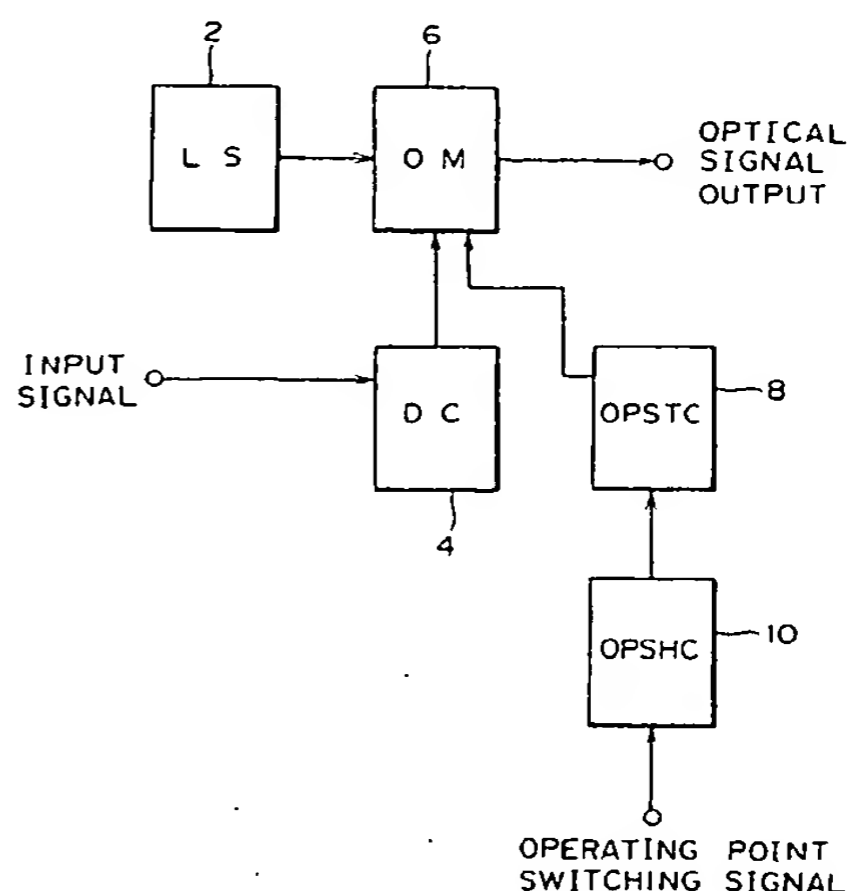 2
6
L S
O M
OPTICAL
SIGNAL
OUTPUT
INPUT
SIGNAL
D C
OPSTC
8
4
OPSHC
10
OPERATING POINT
SWITCHING SIGNAL